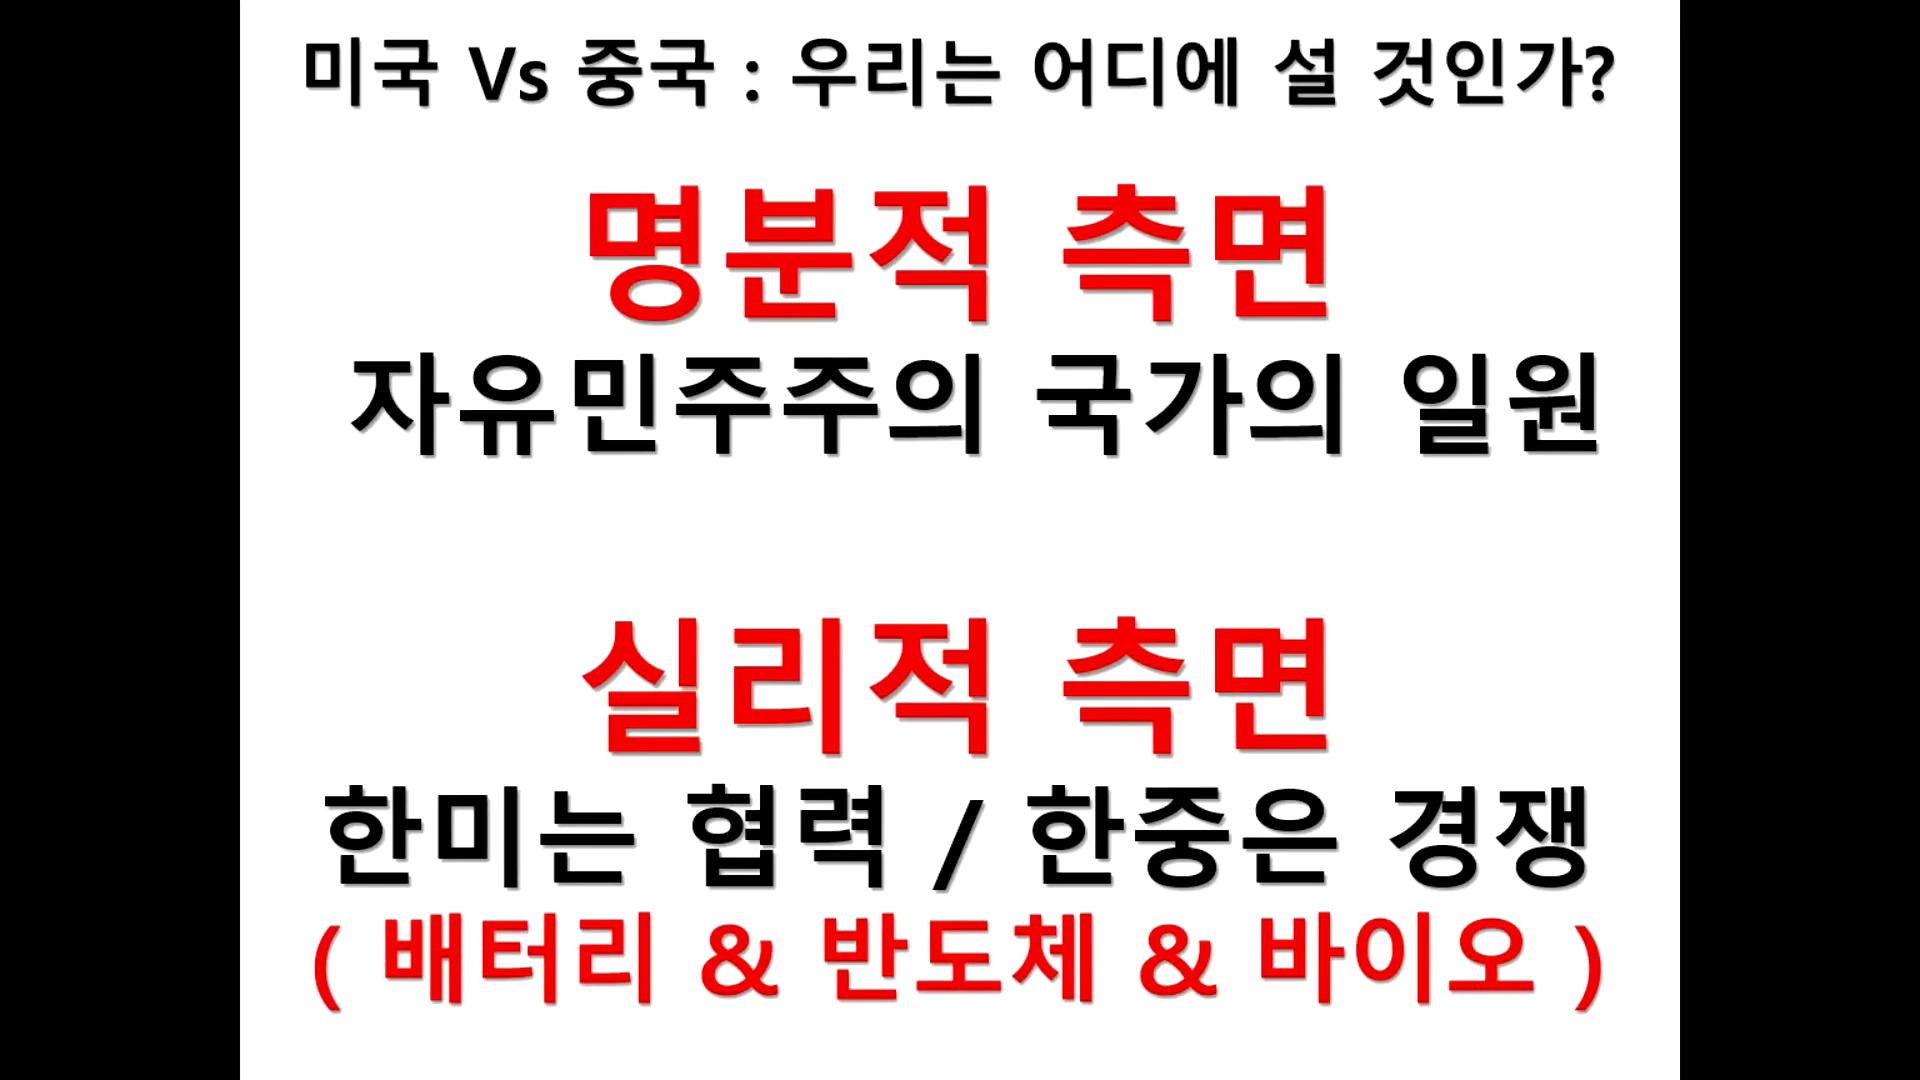 미국 Vs 중국 : 우리는 어디에 설 것인가?
명분적 측면
자유민주주의 국가의 일원
실리적 측면
한미는 협력 / 한중은 경쟁
( 배터리 & 반도체 & 바이오 )